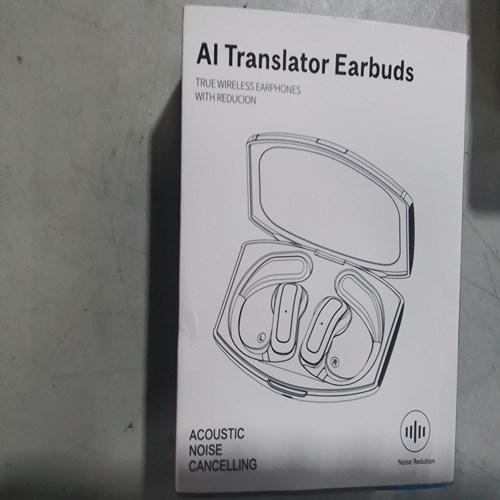 AI Translator Earbuds
TRUE WIRELESS EARPHONES
WITH REDUCION
L
R
ACOUSTIC
NOISE
CANCELLING
Noise Redution